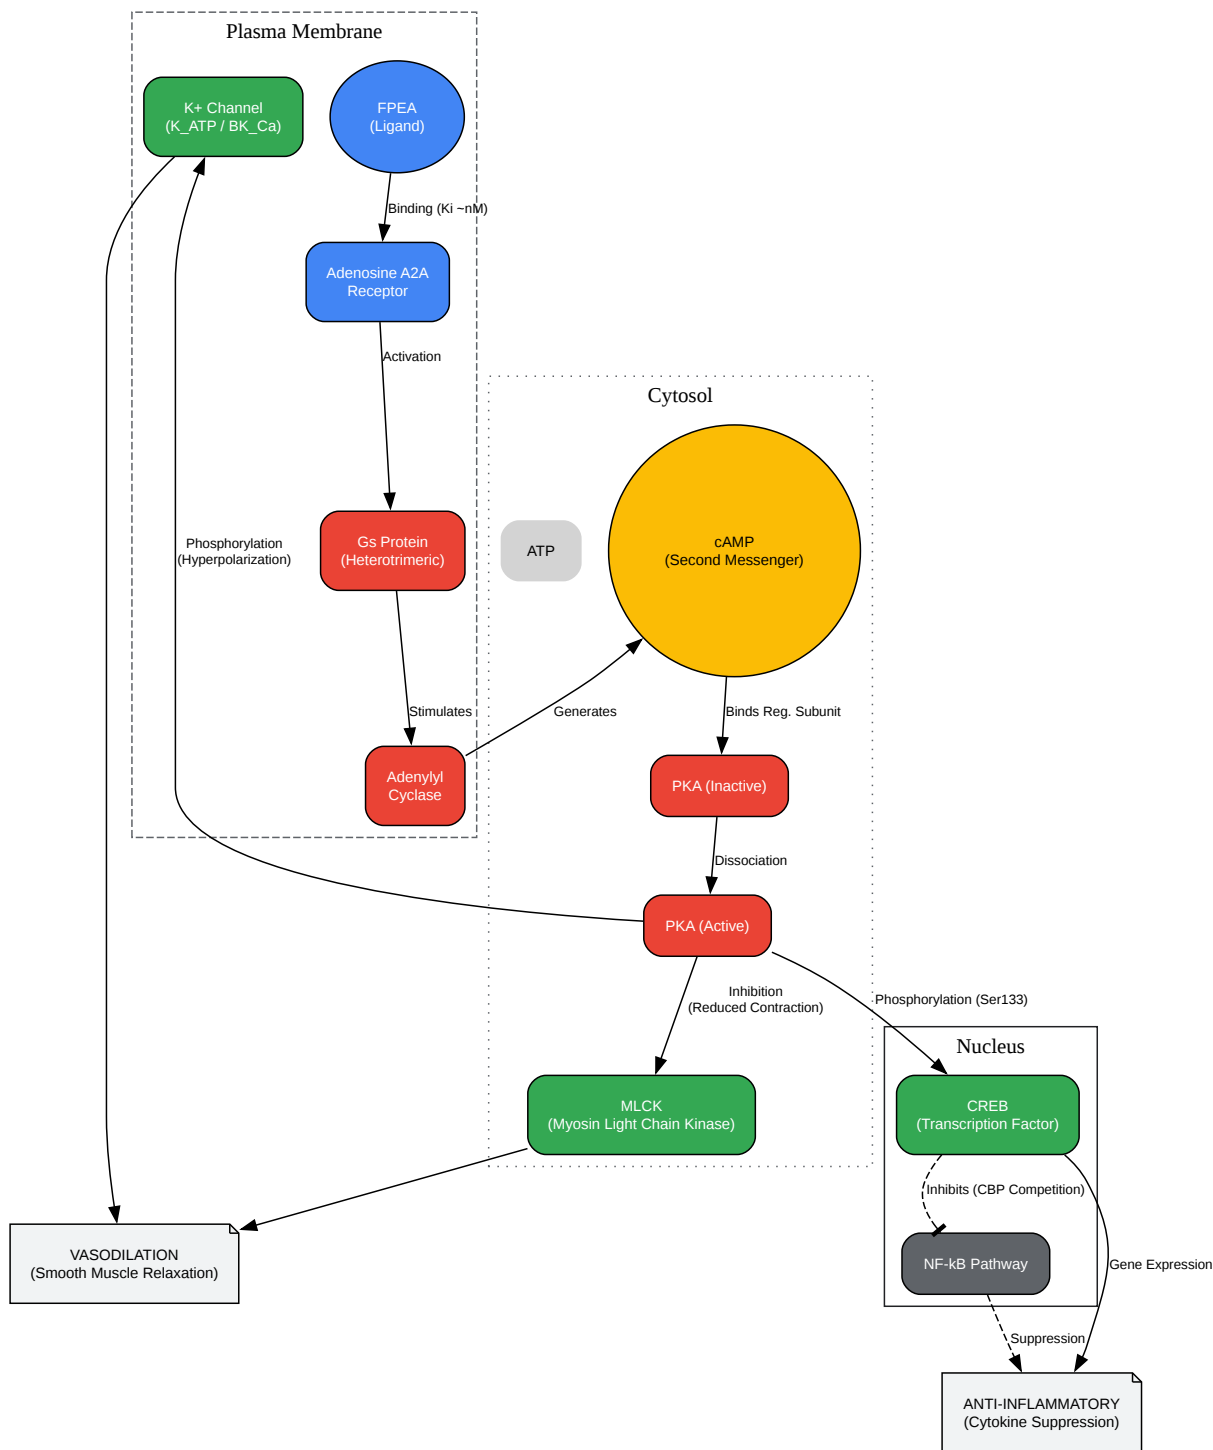 Plasma Membrane
K+ Channel
(K_ATP / BK_Ca)
FPEA
(Ligand)
Binding (Ki ~nM)
Adenosine A2A
Receptor
Activation
Cytosol
Phosphorylation
(Hyperpolarization)
Gs Protein
(Heterotrimeric)
ATP
cAMP
(Second Messenger)
Stimulates
Generates
Binds Reg. Subunit
Adenylyl
Cyclase
PKA (Inactive)
Dissociation
PKA (Active)
Inhibition
(Reduced Contraction)
Phosphorylation (Ser133)
Nucleus
MLCK
(Myosin Light Chain Kinase)
CREB
(Transcription Factor)
Inhibits (CBP Competition)
VASODILATION
(Smooth Muscle Relaxation)
NF-kB Pathway
Gene Expression
Suppression
ANTI-INFLAMMATORY
(Cytokine Suppression)